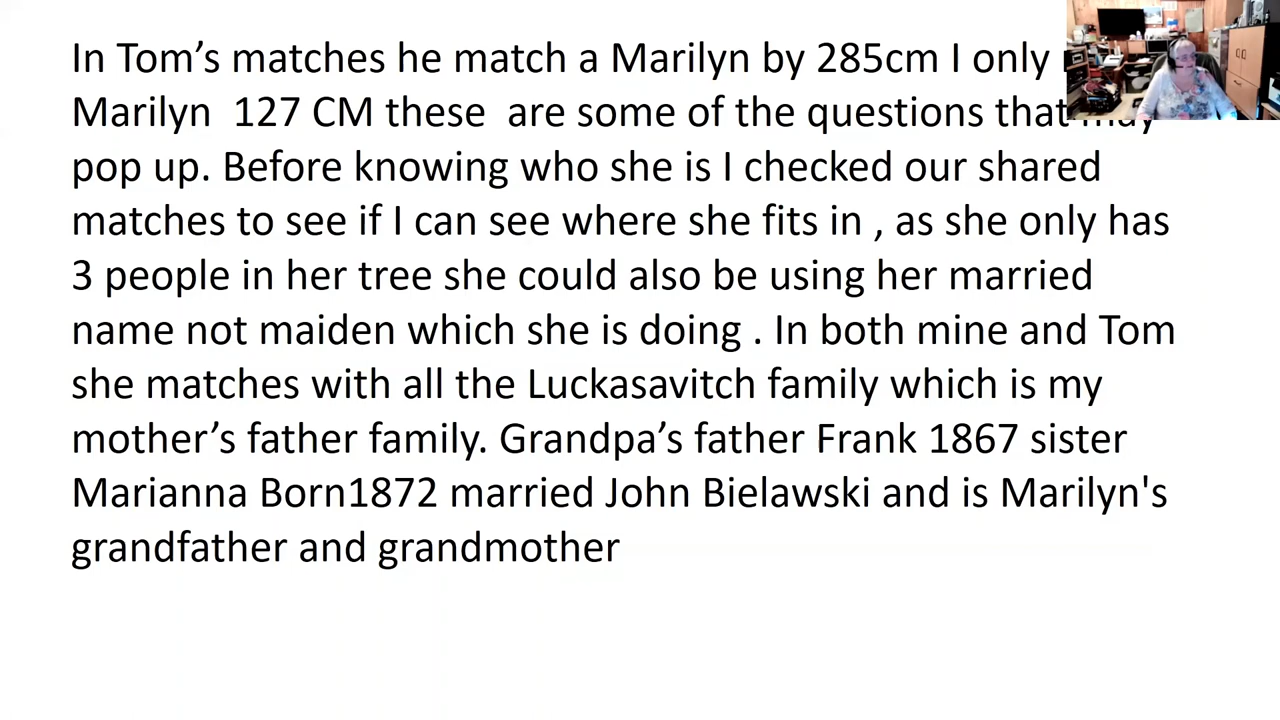 In Tom’s matches he match a Marilyn by 285cm I only
Marilyn  127 CM these  are some of the questions that may
pop up. Before knowing who she is I checked our shared
matches to see if I can see where she fits in , as she only has
3 people in her tree she could also be using her married
name not maiden which she is doing . In both mine and Tom
she matches with all the Luckasavitch family which is my
mother’s father family. Grandpa’s father Frank 1867 sister
Marianna Born1872 married John Bielawski and is Marilyn's
grandfather and grandmother